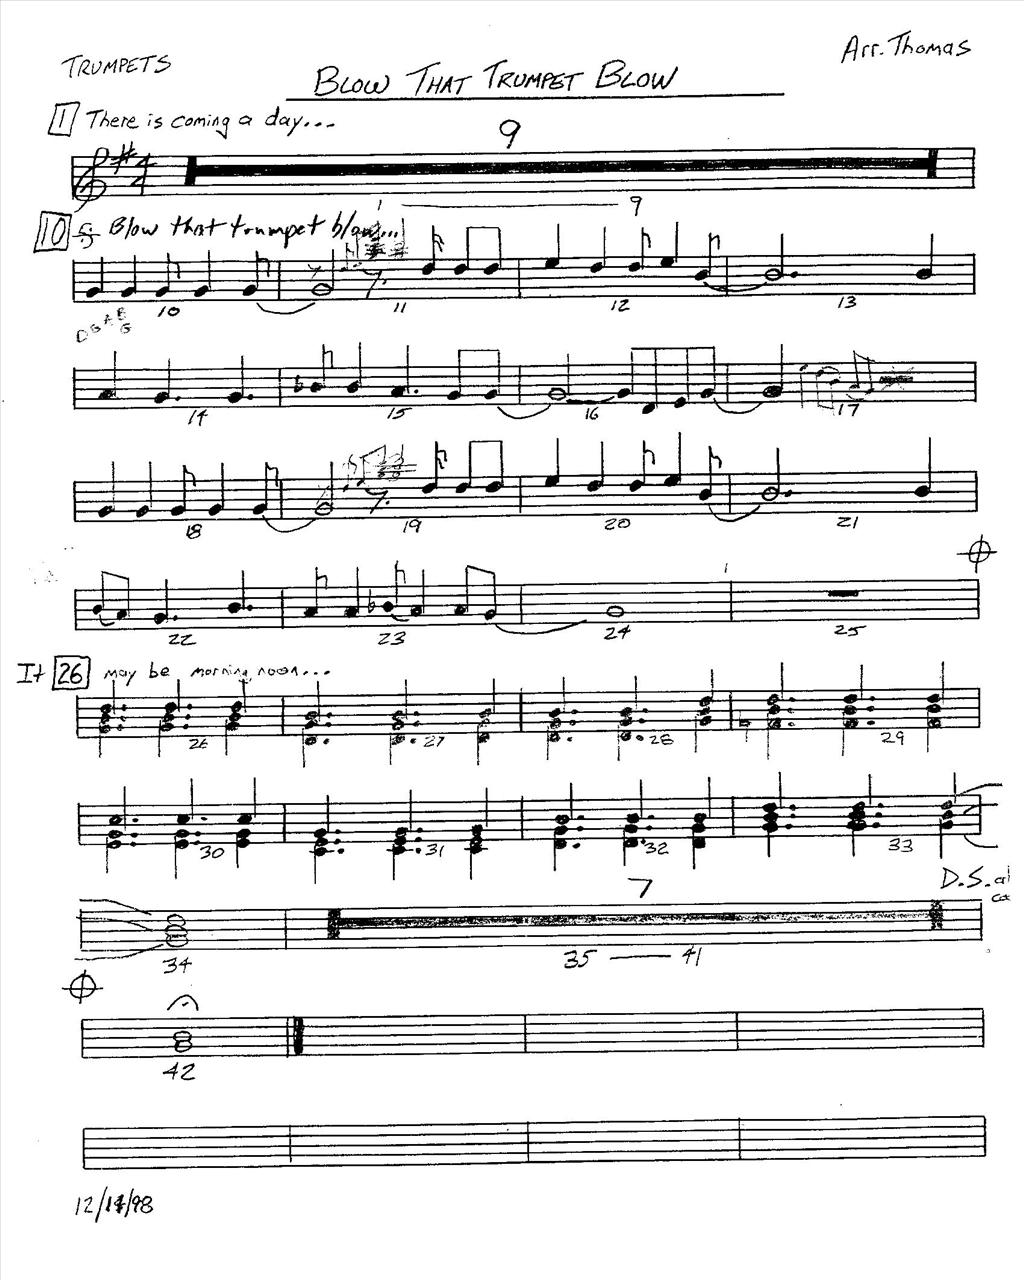 TRUMPETS
Arr. Thomas
BLOW THAT TRUMPET BLOW
1 There is coming a day...
9
4
4
1 9
10 Blow that trumpet blow...
10 11 12 13
D G A B
G
14 15 16 17
18 19 20 21
22 23 24 25
It 26 may be morning, noon...
26 27 28 29
30 31 32 33
7
D.S. al
34 35 41
42
12/14/98